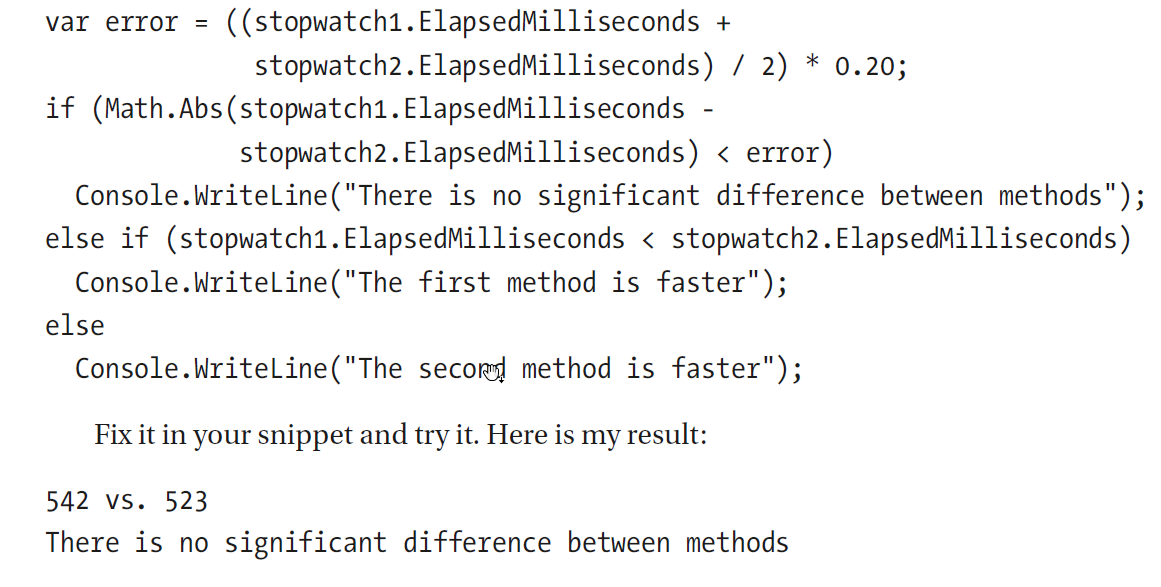 var error = ((stopwatch1.ElapsedMilliseconds +
stopwatch2.ElapsedMilliseconds) / 2) * 0.20;
if (Math.Abs(stopwatch1.ElapsedMilliseconds -
stopwatch2.ElapsedMilliseconds) < error)
Console.WriteLine("There is no significant difference between methods");
else if (stopwatch1.ElapsedMilliseconds < stopwatch2.ElapsedMilliseconds)
Console.WriteLine("The first method is faster");
else
Console.WriteLine("The second method is faster");
Fix it in your snippet and try it. Here is my result:
542 vs. 523
There is no significant difference between methods